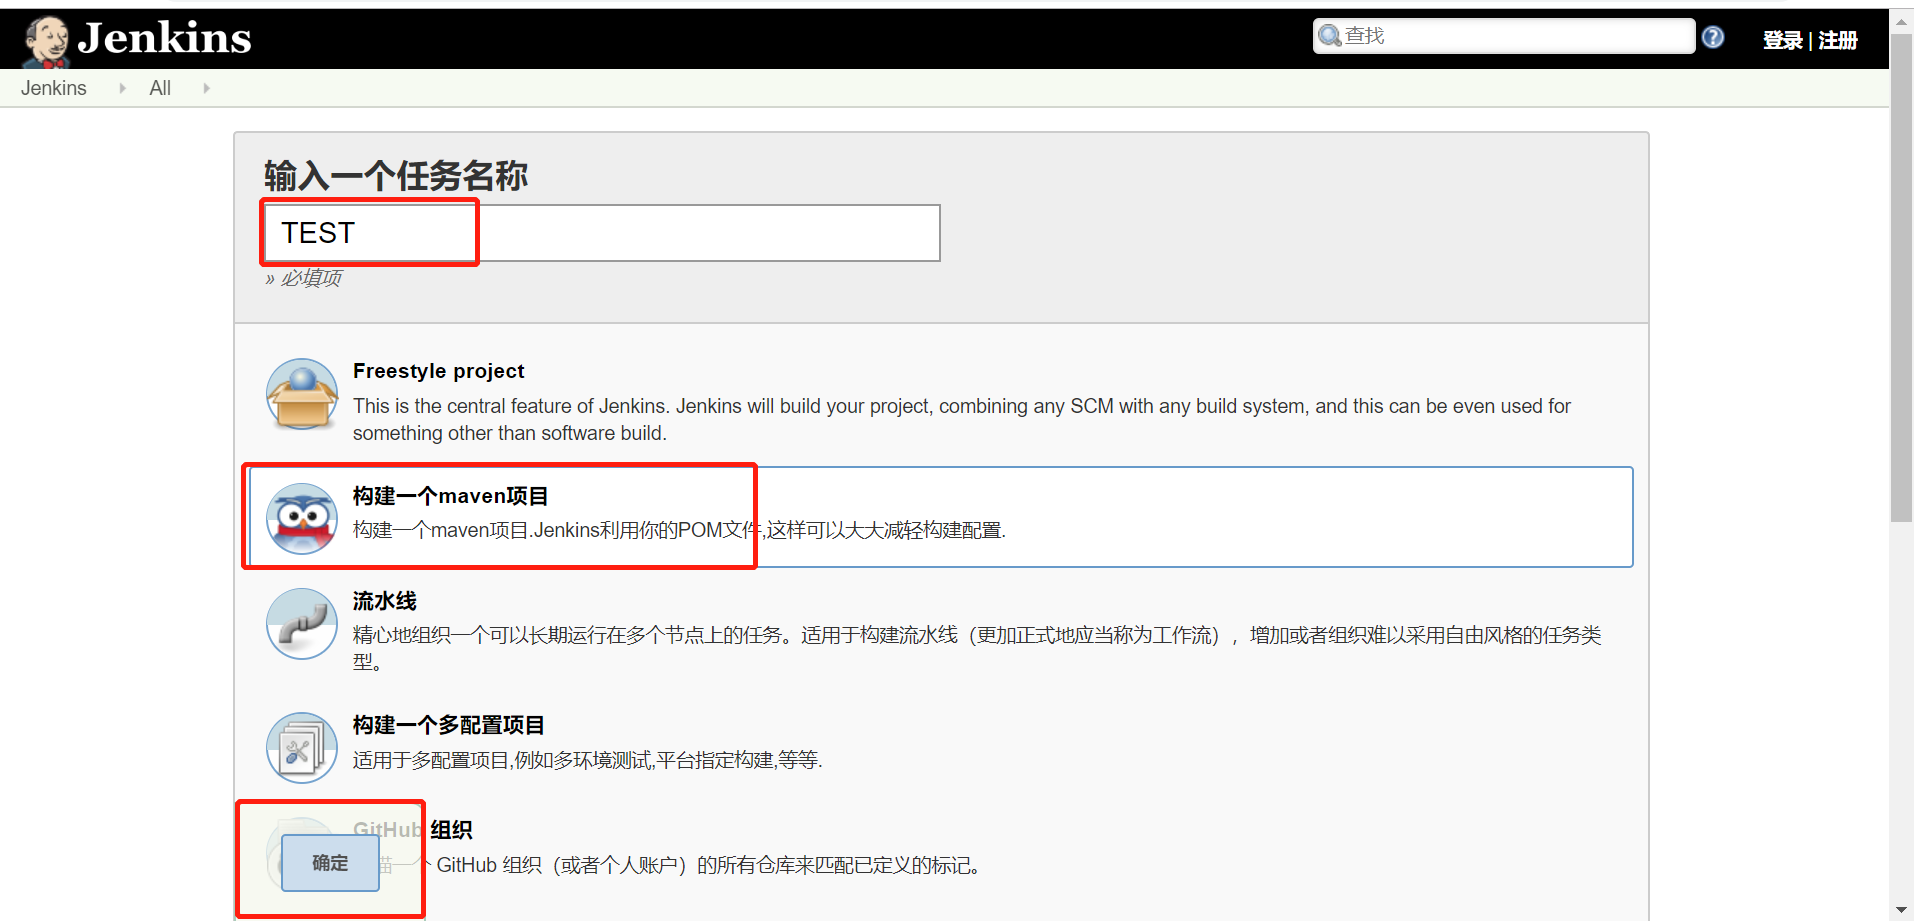 Jenkins
查找
登录 | 注册
Jenkins
All
输入一个任务名称
TEST
» 必填项
Freestyle project
This is the central feature of Jenkins. Jenkins will build your project, combining any SCM with any build system, and this can be even used for
something other than software build.
构建一个maven项目
构建一个maven项目.Jenkins利用你的POM文件,这样可以大大减轻构建配置.
流水线
精心地组织一个可以长期运行在多个节点上的任务。适用于构建流水线（更加正式地应当称为工作流），增加或者组织难以采用自由风格的任务类
型。
构建一个多配置项目
适用于多配置项目,例如多环境测试,平台指定构建,等等.
GitHub 组织
描一个 GitHub 组织（或者个人账户）的所有仓库来匹配已定义的标记。
确定